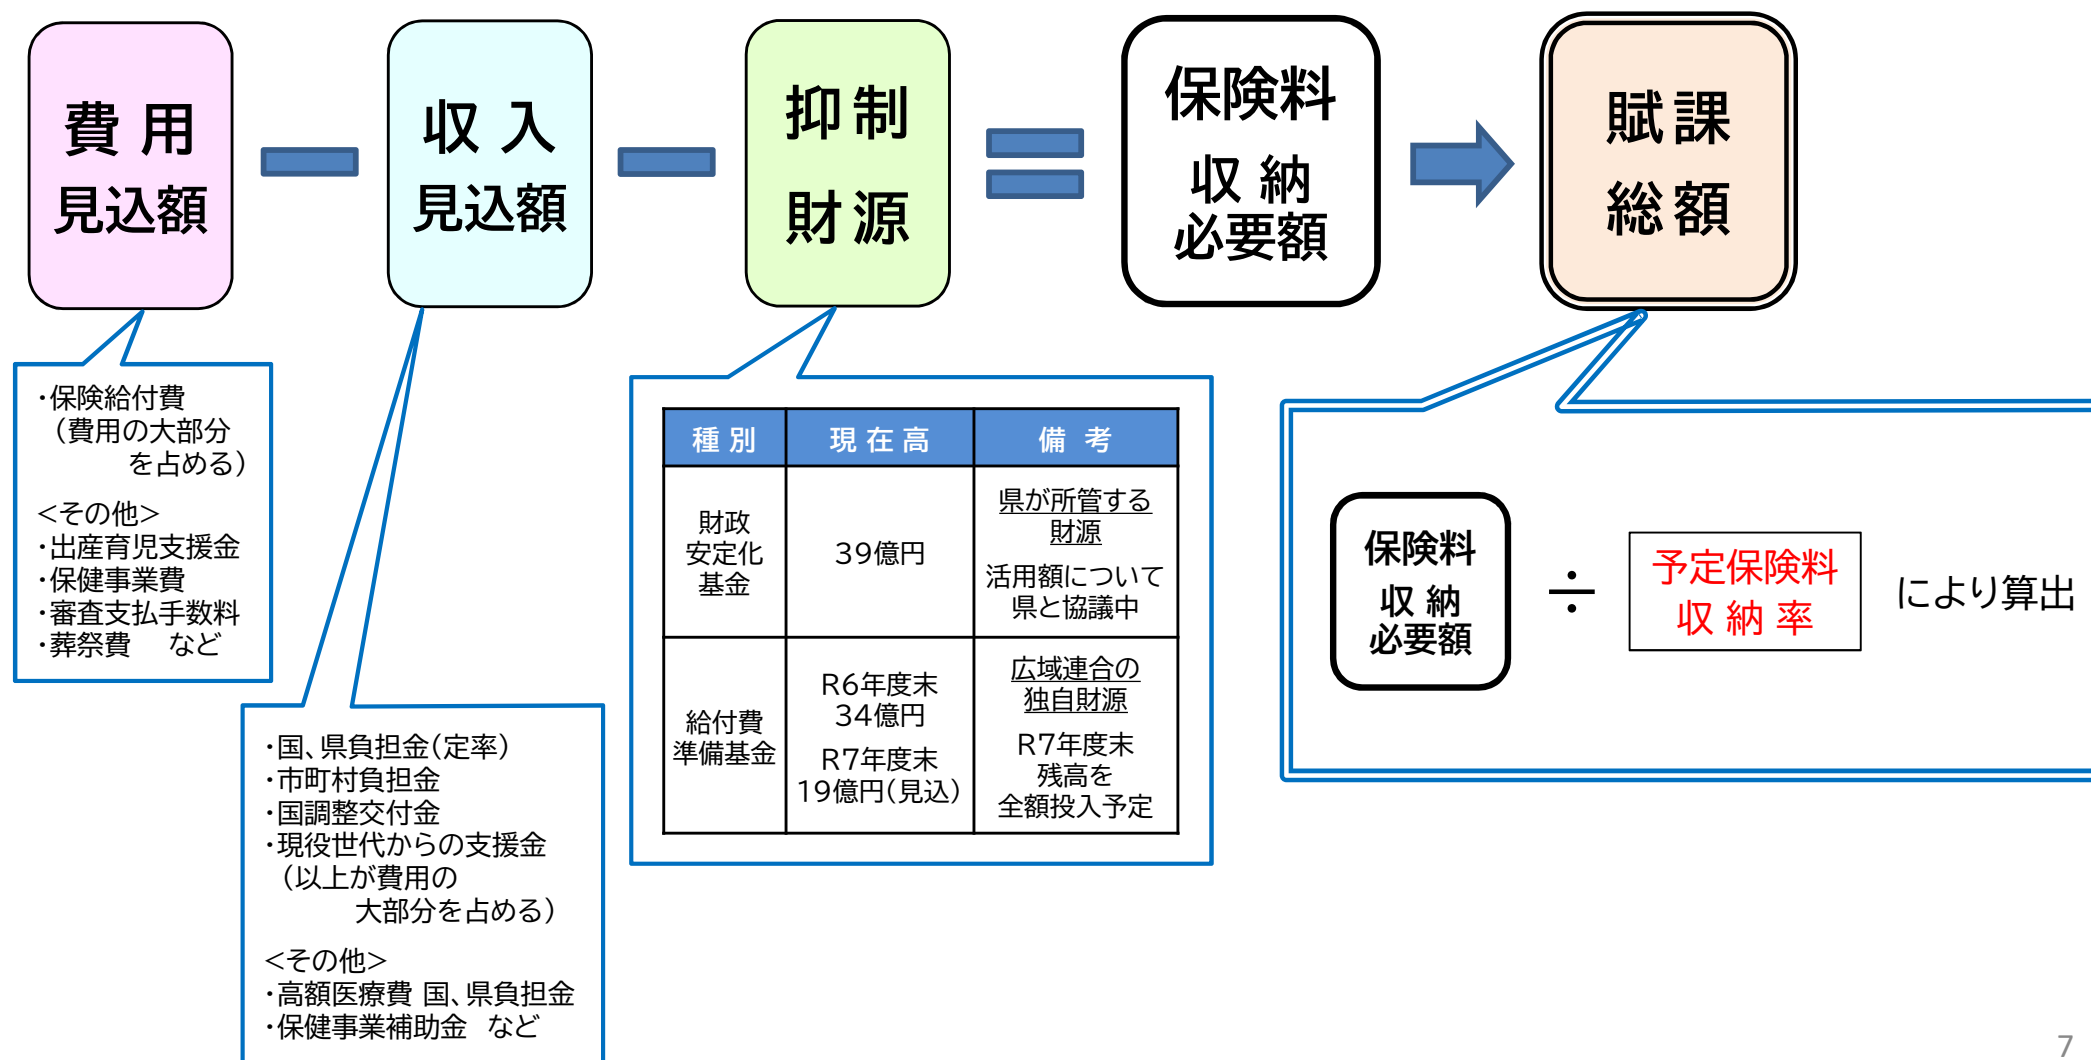 費用
見込額
収入
見込額
抑制
財源
保険料
収納
必要額
賦課
総額
・保険給付費
（費用の大部分
を占める）
<その他>
・出産育児支援金
・保健事業費
・審査支払手数料
・葬祭費　など
・国、県負担金(定率)
・市町村負担金
・国調整交付金
・現役世代からの支援金
（以上が費用の
大部分を占める）
<その他>
・高額医療費 国、県負担金
・保健事業補助金　など
種別 現在高 備考
財政
安定化
基金
39億円
県が所管する
財源
活用額について
県と協議中
給付費
準備基金
R6年度末
34億円
R7年度末
19億円(見込)
広域連合の
独自財源
R7年度末
残高を
全額投入予定
保険料
収納
必要額
÷
予定保険料
収納率
により算出
7